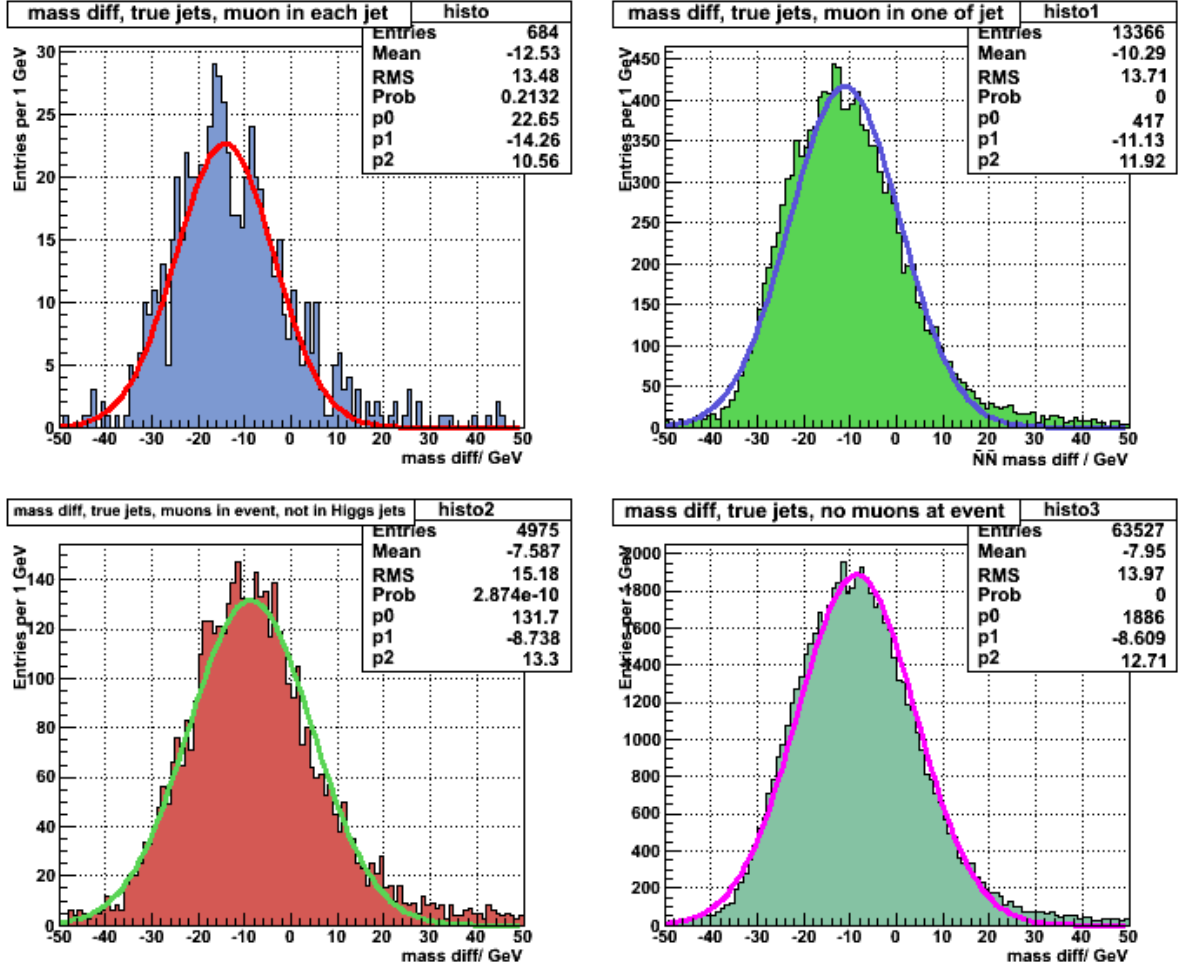 mass diff, true jets, muon in each jet
histo
Entries 684
Mean -12.53
RMS 13.48
Prob 0.2132
p0 22.65
p1 -14.26
p2 10.56
Entries per 1 GeV
30
25
20
15
10
5
0
-50 -40 -30 -20 -10 0 10 20 30 40 50
mass diff/ GeV
mass diff, true jets, muon in one of jet
histo1
Entries 13366
Mean -10.29
RMS 13.71
Prob 0
p0 417
p1 -11.13
p2 11.92
Entries per 1 GeV
450
400
350
300
250
200
150
100
50
0
-50 -40 -30 -20 -10 0 10 20 30 40 50
ÑÑ mass diff / GeV
mass diff, true jets, muons in event, not in Higgs jets
histo2
Entries 4975
Mean -7.587
RMS 15.18
Prob 2.874e-10
p0 131.7
p1 -8.738
p2 13.3
Entries per 1 GeV
140
120
100
80
60
40
20
0
-50 -40 -30 -20 -10 0 10 20 30 40 50
mass diff/ GeV
mass diff, true jets, no muons at event
histo3
Entries 63527
Mean -7.95
RMS 13.97
Prob 0
p0 1886
p1 -8.609
p2 12.71
Entries per 1 GeV
2000
1800
1600
1400
1200
1000
800
600
400
200
0
-50 -40 -30 -20 -10 0 10 20 30 40 50
mass diff/ GeV